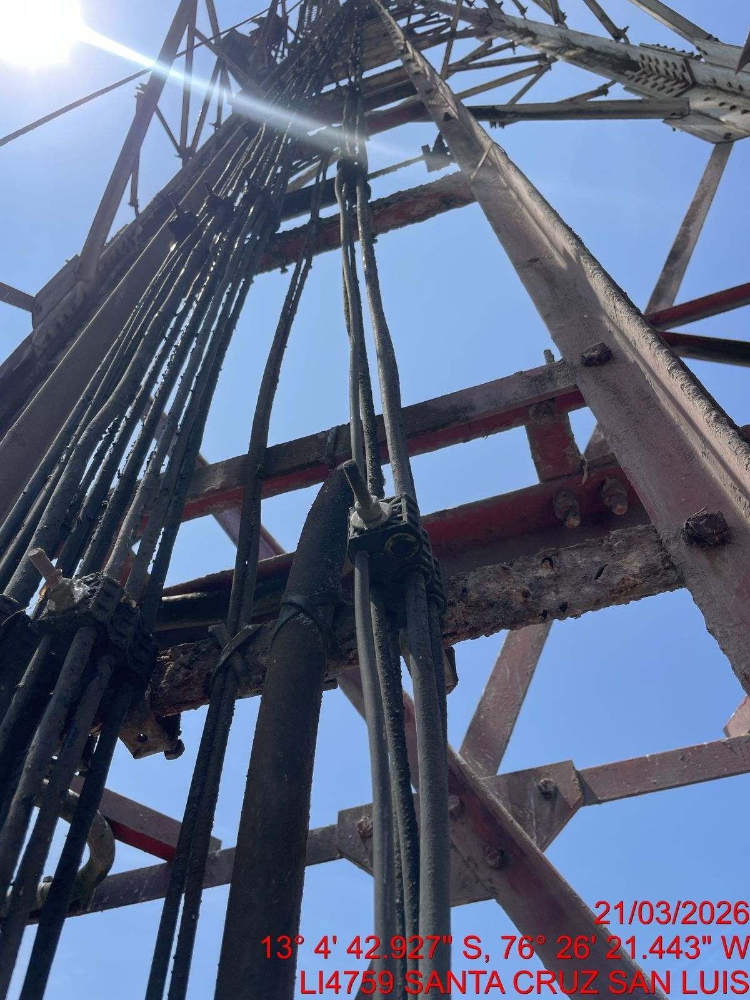 21/03/2026
13° 4' 42.927" S, 76° 26' 21.443" W
LI4759 SANTA CRUZ SAN LUIS